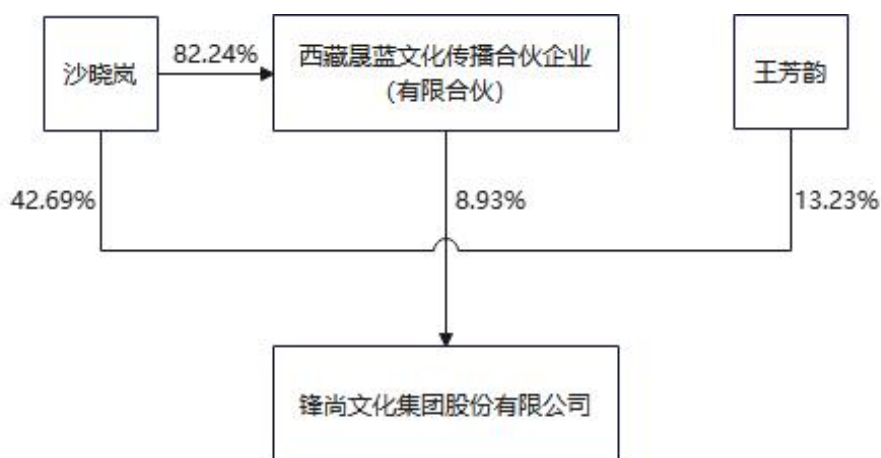 沙晓岚
82.24%
西藏晟蓝文化传播合伙企业
（有限合伙）
王芳韵
42.69%
8.93%
13.23%
锋尚文化集团股份有限公司